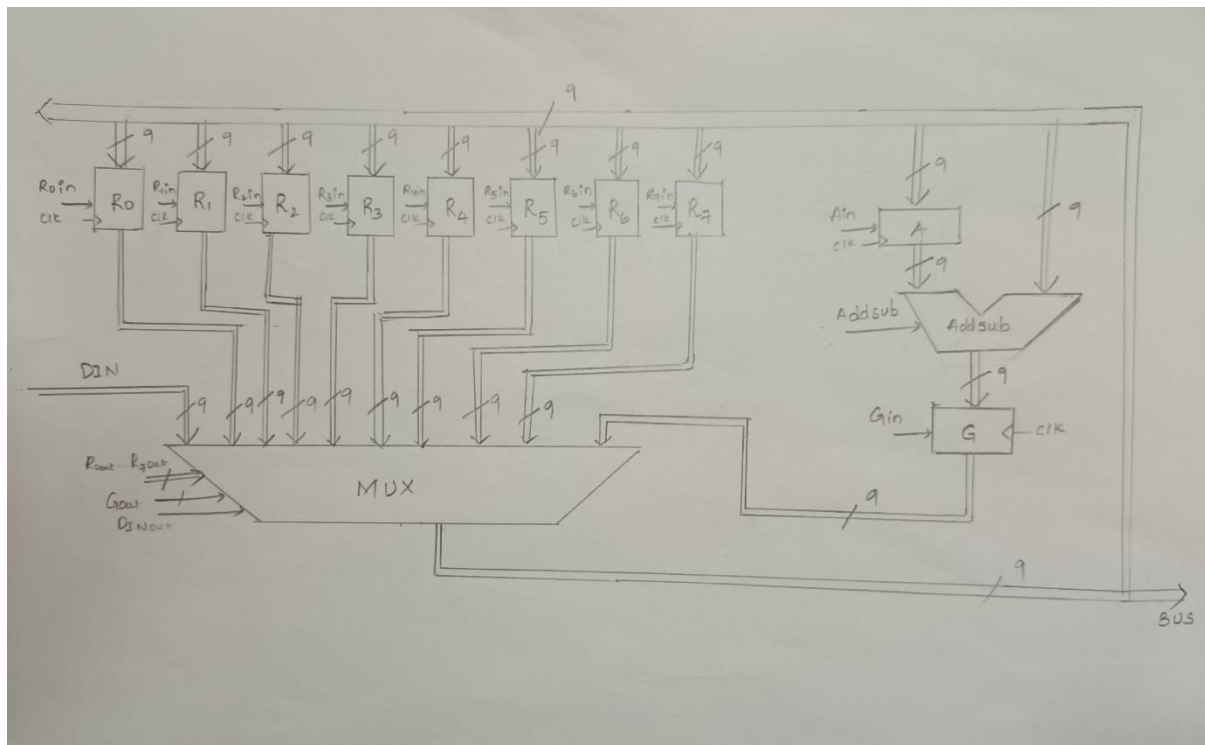 9
9 9 9 9 9 9 9 9 9 9
R0in R1in R2in R3in R4in R5in R6in R7in
R0 R1 R2 R3 R4 R5 R6 R7
clk clk clk clk clk clk clk clk
Ain A
clk
9
Addsub Addsub
DIN
9 9 9 9 9 9 9 9 9
9
Gin G clk
R0out--R7out
Gout
DINout
MUX
9
9
BUS